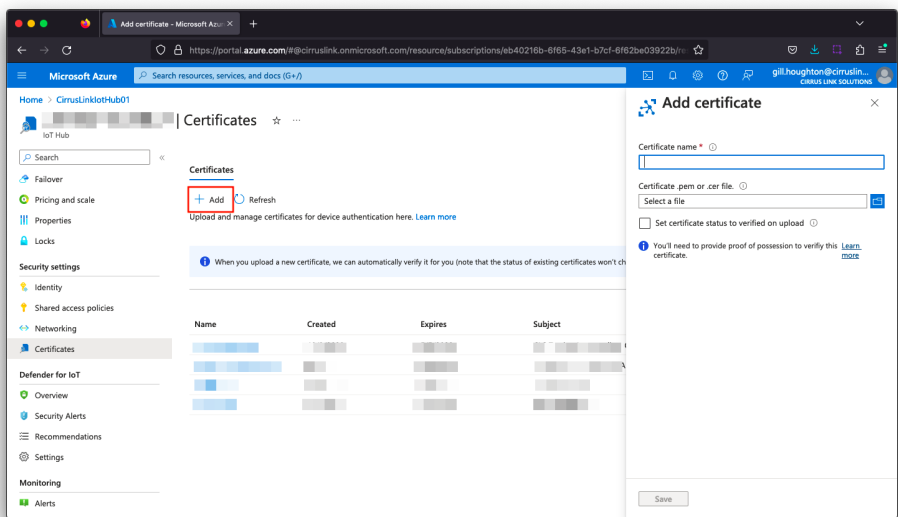 Add certificate - Microsoft Azur
https://portal.azure.com/#@cirruslink.onmicrosoft.com/resource/subscriptions/eb40216b-6f65-43e1-b7cf-6f62be03922b/re
Microsoft Azure
Search resources, services, and docs (G+/)
gill.houghton@cirruslin...
CIRRUS LINK SOLUTIONS
Home > CirrusLinkIotHub01
| Certificates
IoT Hub
Search
Failover
Pricing and scale
Properties
Locks
Security settings
Identity
Shared access policies
Networking
Certificates
Defender for IoT
Overview
Security Alerts
Recommendations
Settings
Monitoring
Alerts
Certificates
+ Add
Refresh
Upload and manage certificates for device authentication here. Learn more
When you upload a new certificate, we can automatically verify it for you (note that the status of existing certificates won't ch
Name Created Expires Subject
Add certificate
Certificate name *
Certificate .pem or .cer file.
Select a file
Set certificate status to verified on upload
You'll need to provide proof of possession to verifiy this certificate.
Learn more
Save